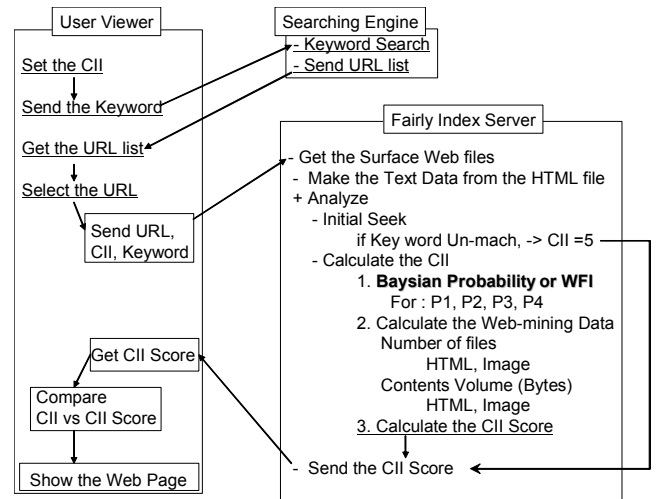 User Viewer
Set the CII
Send the Keyword
Get the URL list
Select the URL
Send URL,
CII, Keyword
Get CII Score
Compare
CII vs CII Score
Show the Web Page
Searching Engine
- Keyword Search
- Send URL list
Fairly Index Server
- Get the Surface Web files
- Make the Text Data from the HTML file
+ Analyze
- Initial Seek
if Key word Un-mach, -> CII =5
- Calculate the CII
1. Baysian Probability or WFI
For : P1, P2, P3, P4
2. Calculate the Web-mining Data
Number of files
HTML, Image
Contents Volume (Bytes)
HTML, Image
3. Calculate the CII Score
- Send the CII Score